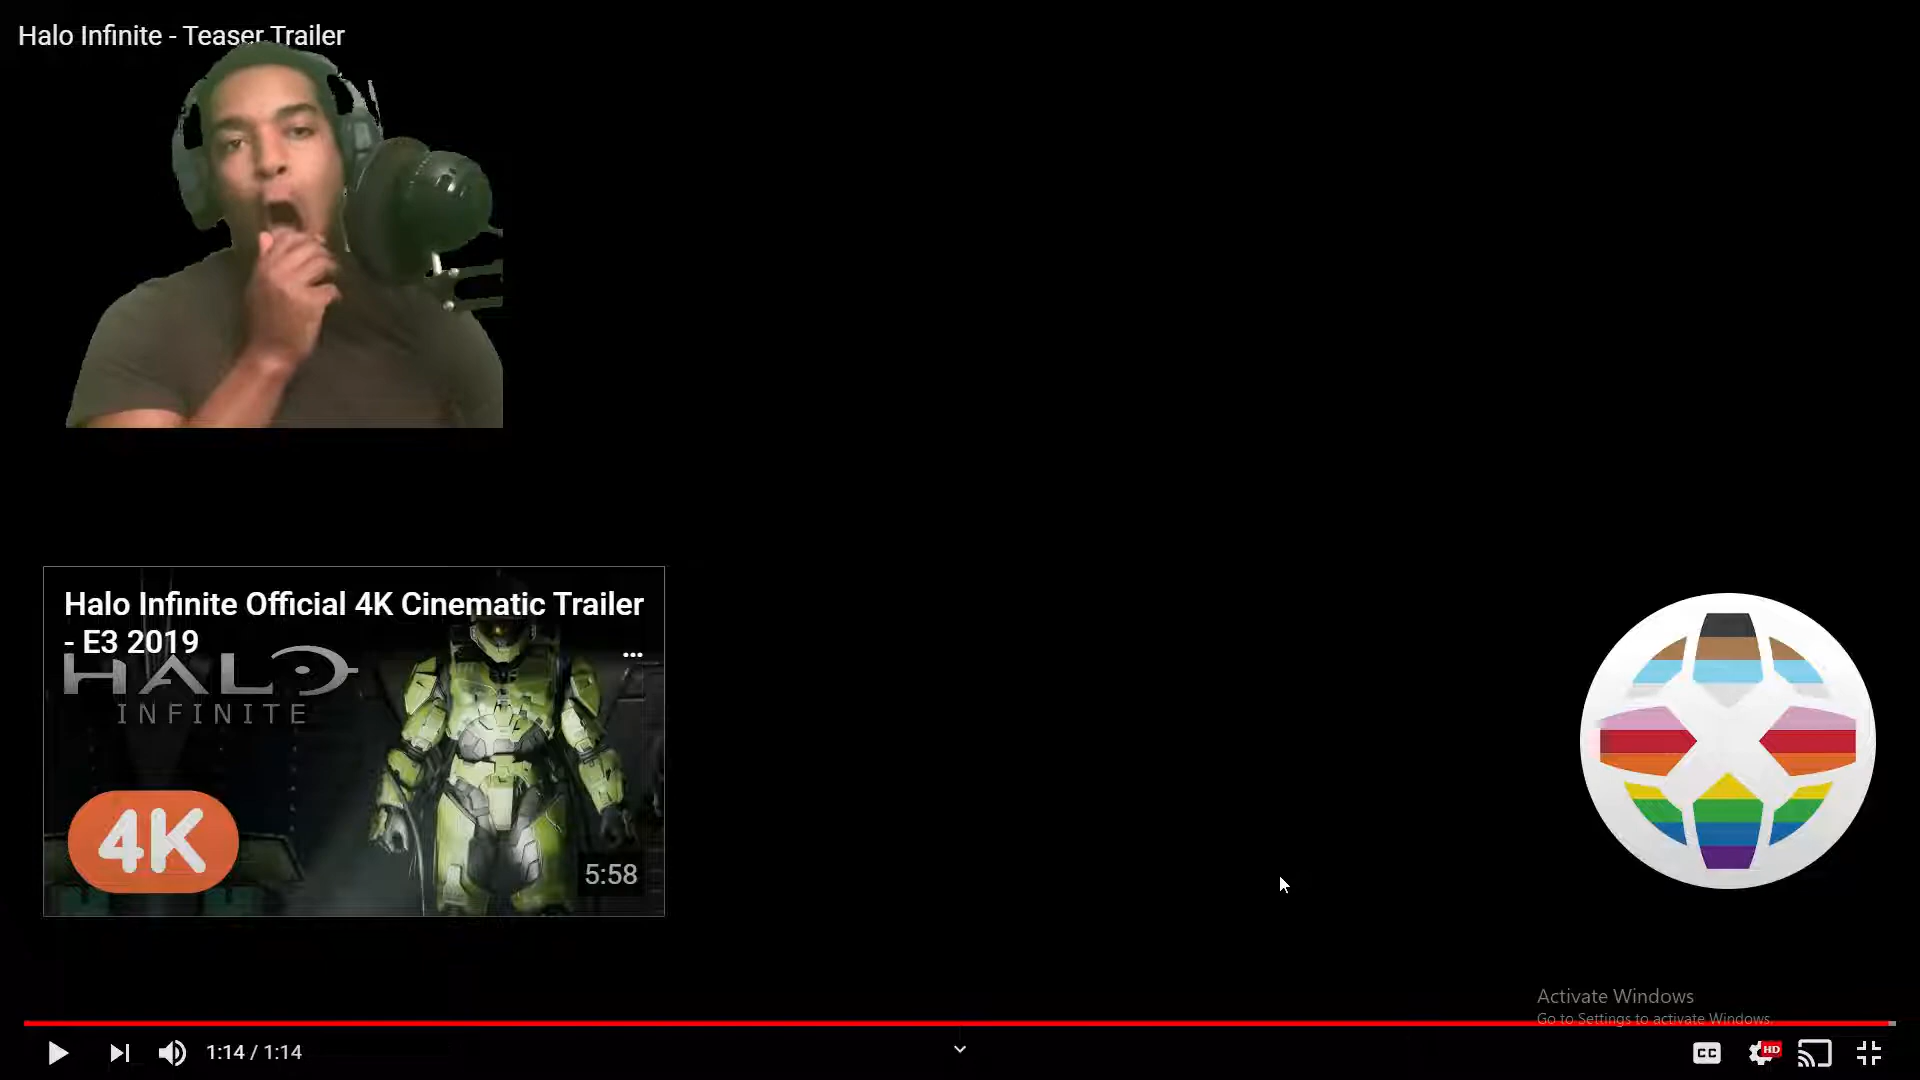 Halo Infinite - Teaser Trailer
Halo Infinite Official 4K Cinematic Trailer
- E3 2019
HALO
INFINITE
4K
5:58
Activate Windows
Go to Settings to activate Windows.
1:14 / 1:14
CC
HD